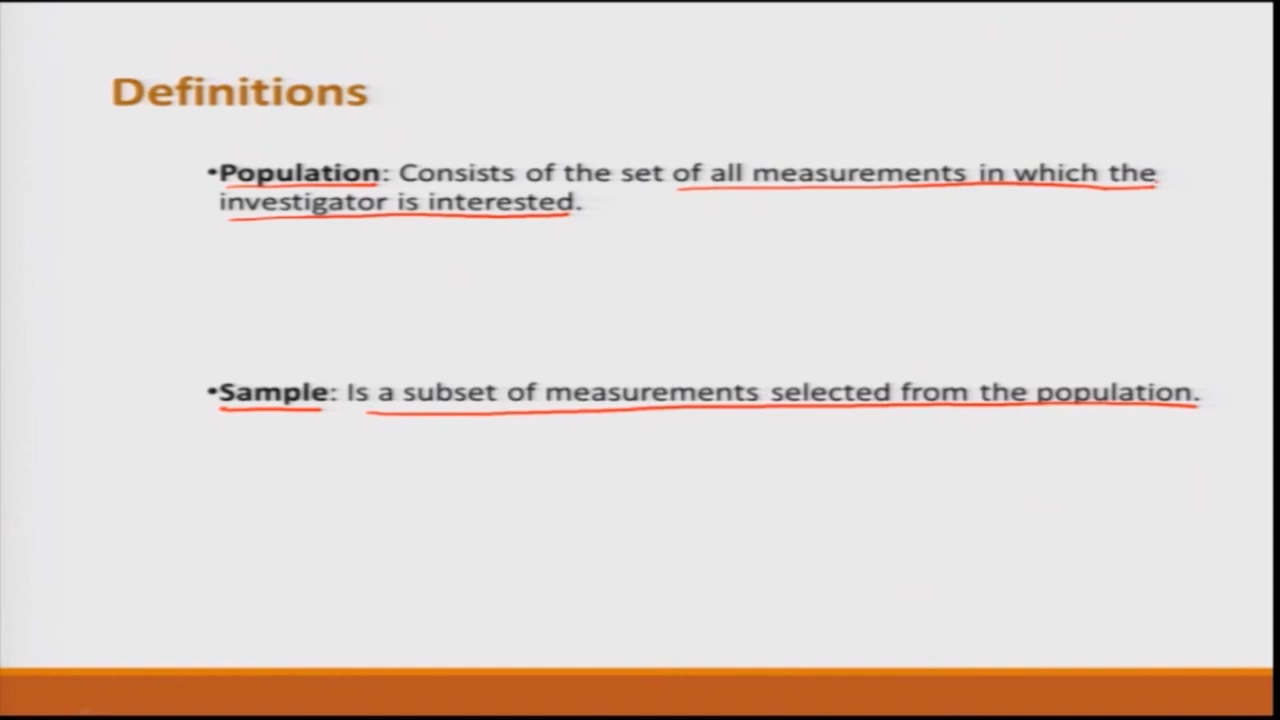 Definitions
•Population: Consists of the set of all measurements in which the
investigator is interested.
•Sample: Is a subset of measurements selected from the population.